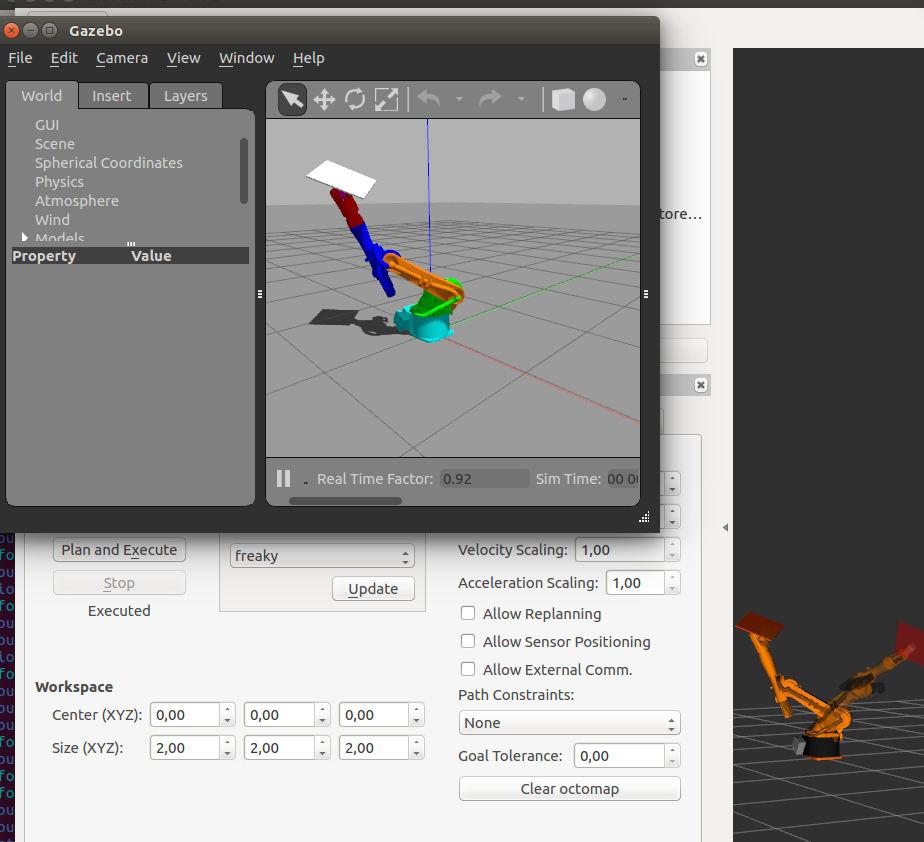 Gazebo
File Edit Camera View Window Help
World Insert Layers
GUI
Scene
Spherical Coordinates
Physics
Atmosphere
Wind
Models
Property Value
tore...
Real Time Factor: 0.92 Sim Time: 00 00
Plan and Execute
Stop
Executed
freaky
Update
Velocity Scaling: 1,00
Acceleration Scaling: 1,00
Allow Replanning
Allow Sensor Positioning
Allow External Comm.
Path Constraints:
None
Goal Tolerance: 0,00
Clear octomap
Workspace
Center (XYZ): 0,00 0,00 0,00
Size (XYZ): 2,00 2,00 2,00